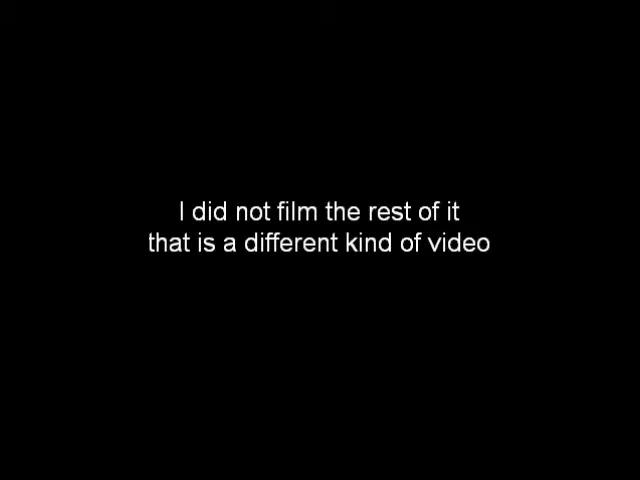 I did not film the rest of it
that is a different kind of video